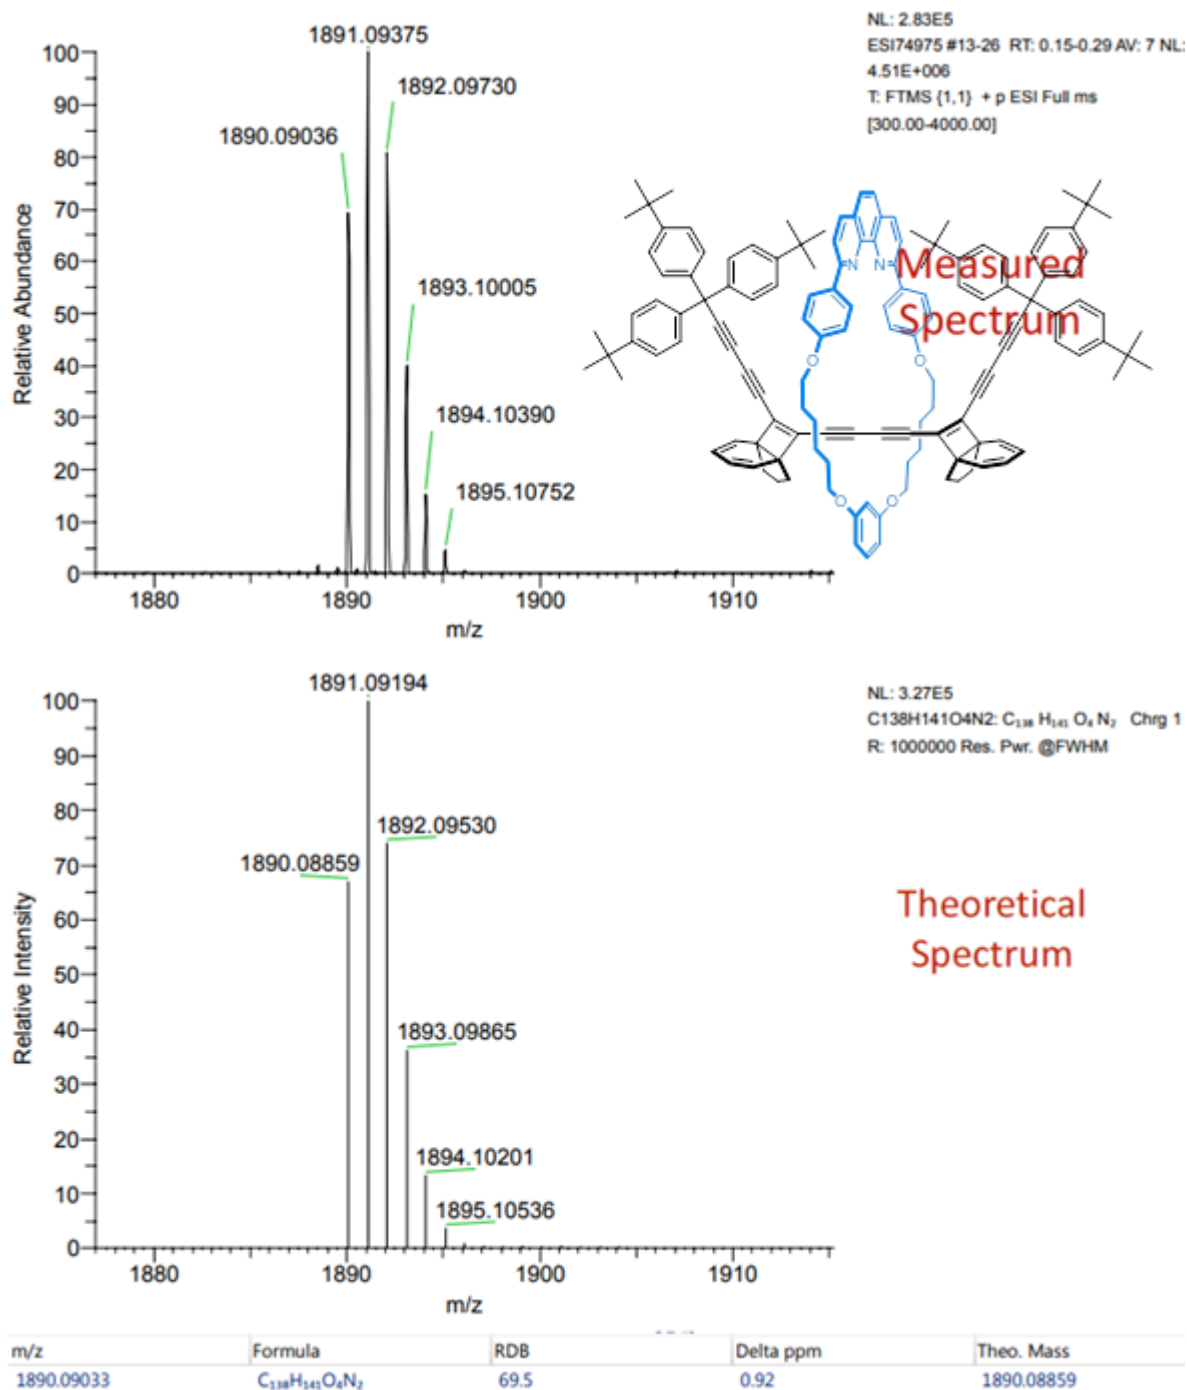 NL: 2.83E5
ESI74975 #13-26 RT: 0.15-0.29 AV: 7 NL:
4.51E+006
T: FTMS {1,1} + p ESI Full ms
[300.00-4000.00]
1891.09375
1892.09730
1890.09036
1893.10005
1894.10390
1895.10752
Relative Abundance
100
90
80
70
60
50
40
30
20
10
0
1880 1890 1900 1910
m/z
N N
O O
O O
Measured
Spectrum
NL: 3.27E5
C138H141O4N2: C₁₃₈ H₁₄₁ O₄ N₂ Chrg 1
R: 1000000 Res. Pwr. @FWHM
1891.09194
1892.09530
1890.08859
1893.09865
1894.10201
1895.10536
Relative Intensity
100
90
80
70
60
50
40
30
20
10
0
1880 1890 1900 1910
m/z
Theoretical
Spectrum
m/z Formula RDB Delta ppm Theo. Mass
1890.09033 C₁₃₈H₁₄₁O₄N₂ 69.5 0.92 1890.08859